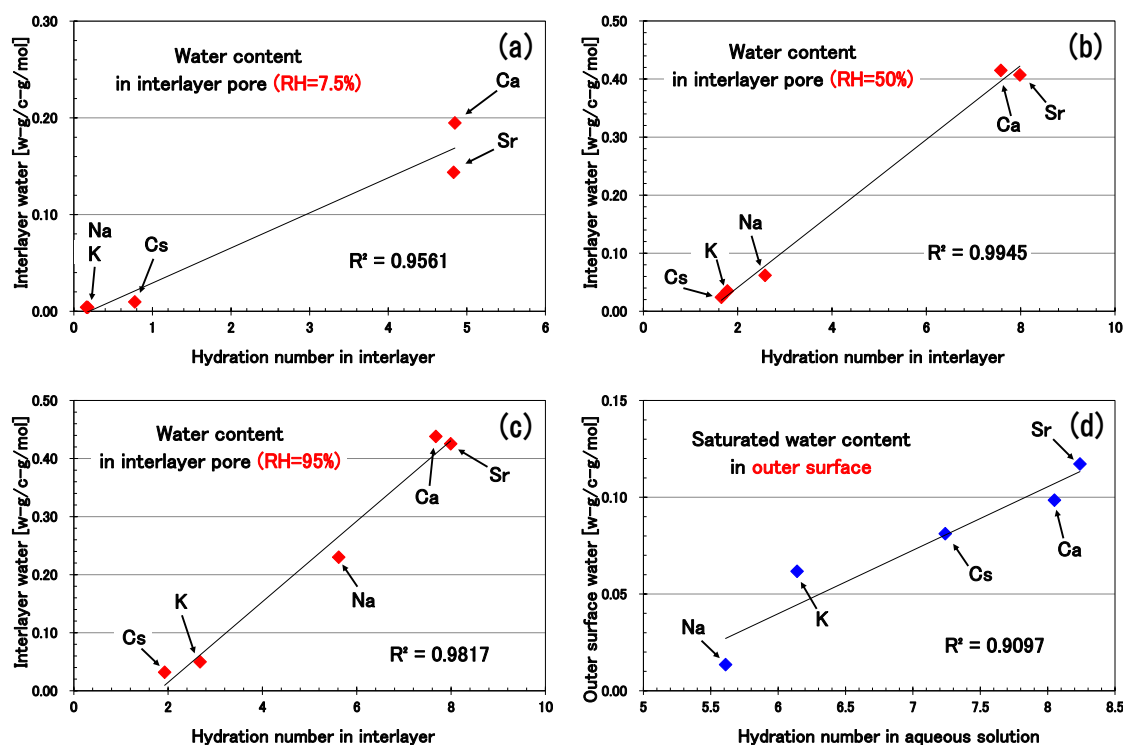 (a)
Water content
in interlayer pore (RH=7.5%)
Ca
Sr
Na
K
Cs
R² = 0.9561
Interlayer water [w-g/c-g/mol]
0.30
0.20
0.10
0.00
0 1 2 3 4 5 6
Hydration number in interlayer
(b)
Water content
in interlayer pore (RH=50%)
Ca
Sr
Na
K
Cs
R² = 0.9945
Interlayer water [w-g/c-g/mol]
0.50
0.40
0.30
0.20
0.10
0.00
0 2 4 6 8 10
Hydration number in interlayer
(c)
Water content
in interlayer pore (RH=95%)
Sr
Ca
Na
K
Cs
R² = 0.9817
Interlayer water [w-g/c-g/mol]
0.50
0.40
0.30
0.20
0.10
0.00
0 2 4 6 8 10
Hydration number in interlayer
(d)
Saturated water content
in outer surface
Sr
Ca
Cs
K
Na
R² = 0.9097
Outer surface water [w-g/c-g/mol]
0.15
0.10
0.05
0.00
5 5.5 6 6.5 7 7.5 8 8.5
Hydration number in aqueous solution